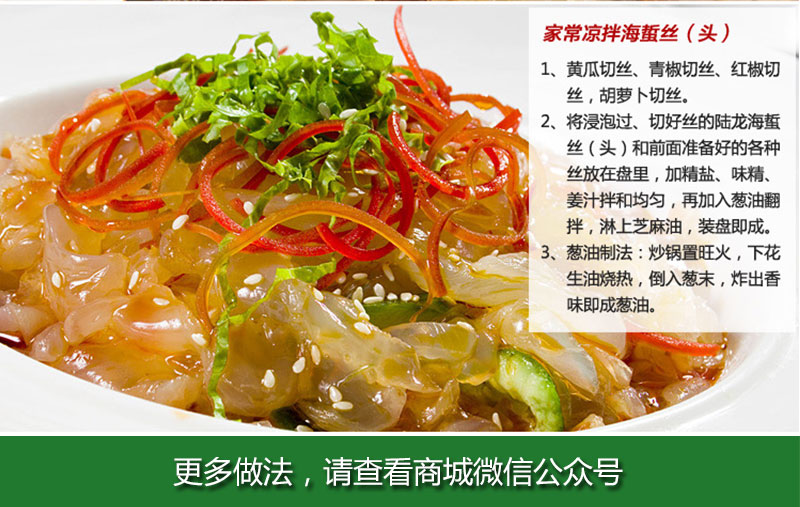 家常凉拌海蜇丝（头）
1、黄瓜切丝、青椒切丝、红椒切
丝，胡萝卜切丝。
2、将浸泡过、切好丝的陆龙海蜇
丝（头）和前面准备好的各种
丝放在盘里，加精盐、味精、
姜汁拌和均匀，再加入葱油翻
拌，淋上芝麻油，装盘即成。
3、葱油制法：炒锅置旺火，下花
生油烧热，倒入葱末，炸出香
味即成葱油。
更多做法，请查看商城微信公众号